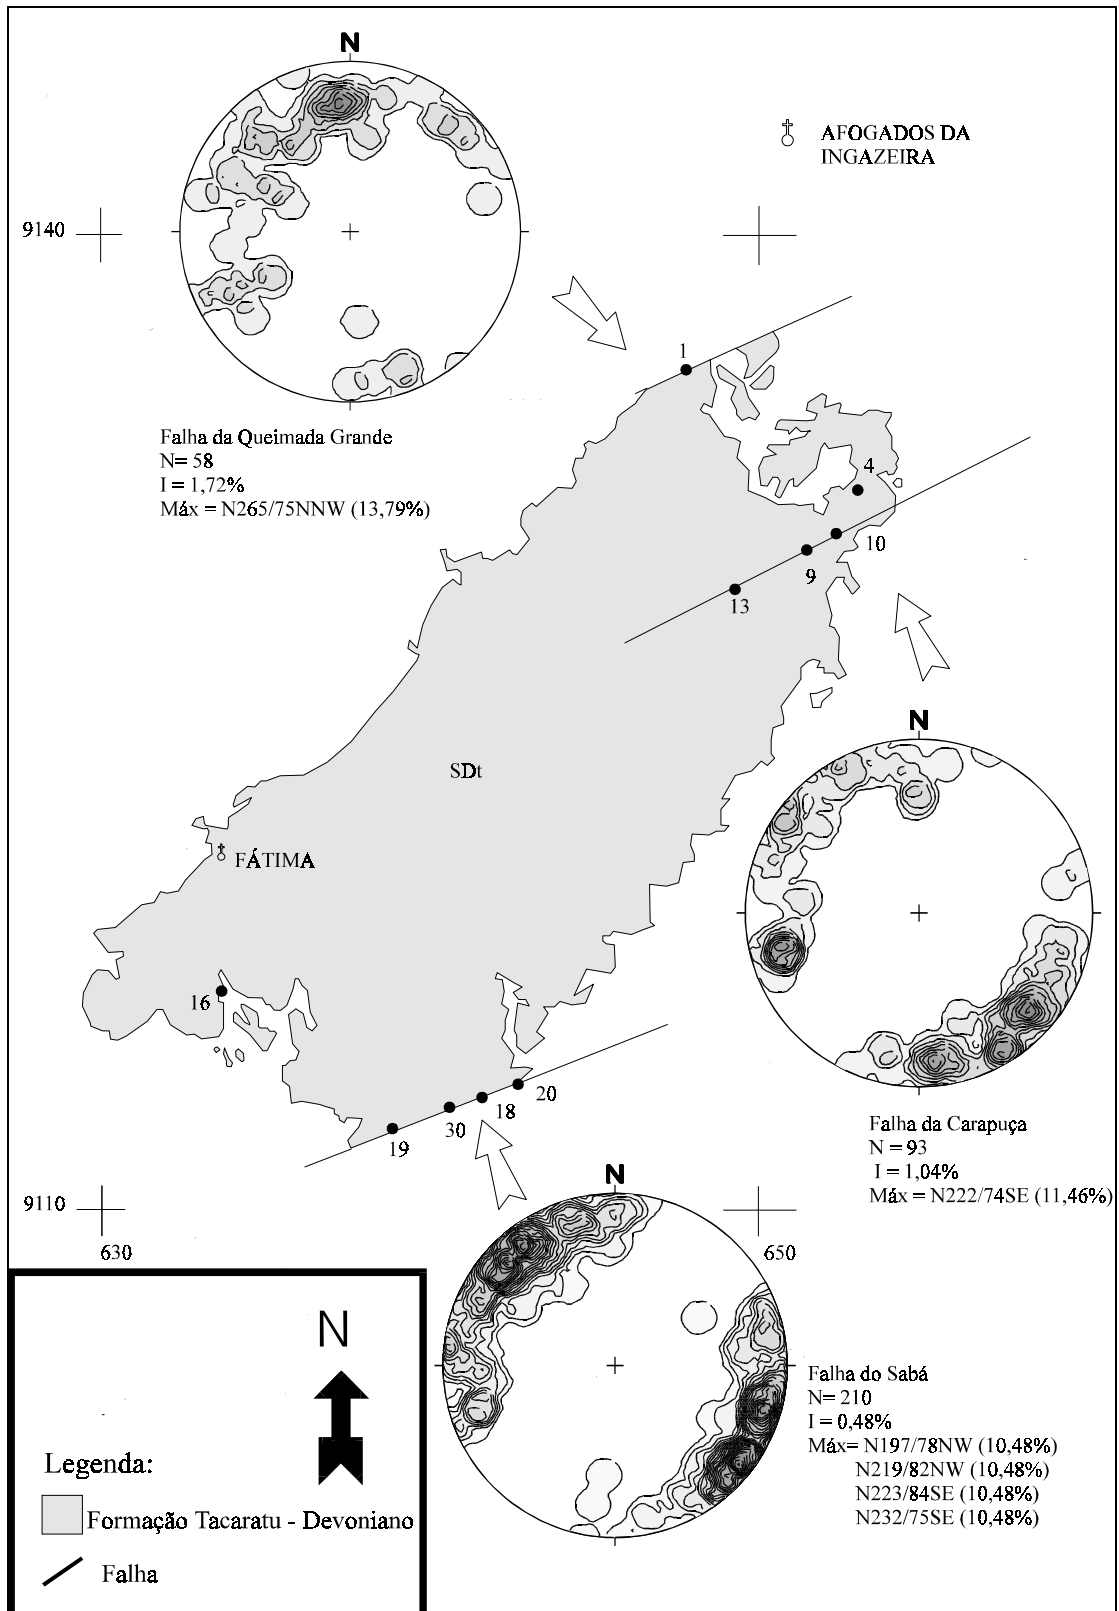 N
AFOGADOS DA
INGAZEIRA
9140
1
Falha da Queimada Grande
N= 58
I = 1,72%
Máx = N265/75NNW (13,79%)
4
10
9
13
N
SDt
FÁTIMA
16
20
18
30
19
Falha da Carapuça
N = 93
I = 1,04%
Máx = N222/74SE (11,46%)
N
9110
630
650
Falha do Sabá
N= 210
I = 0,48%
Máx= N197/78NW (10,48%)
N219/82NW (10,48%)
N223/84SE (10,48%)
N232/75SE (10,48%)
N
Legenda:
Formação Tacaratu - Devoniano
Falha